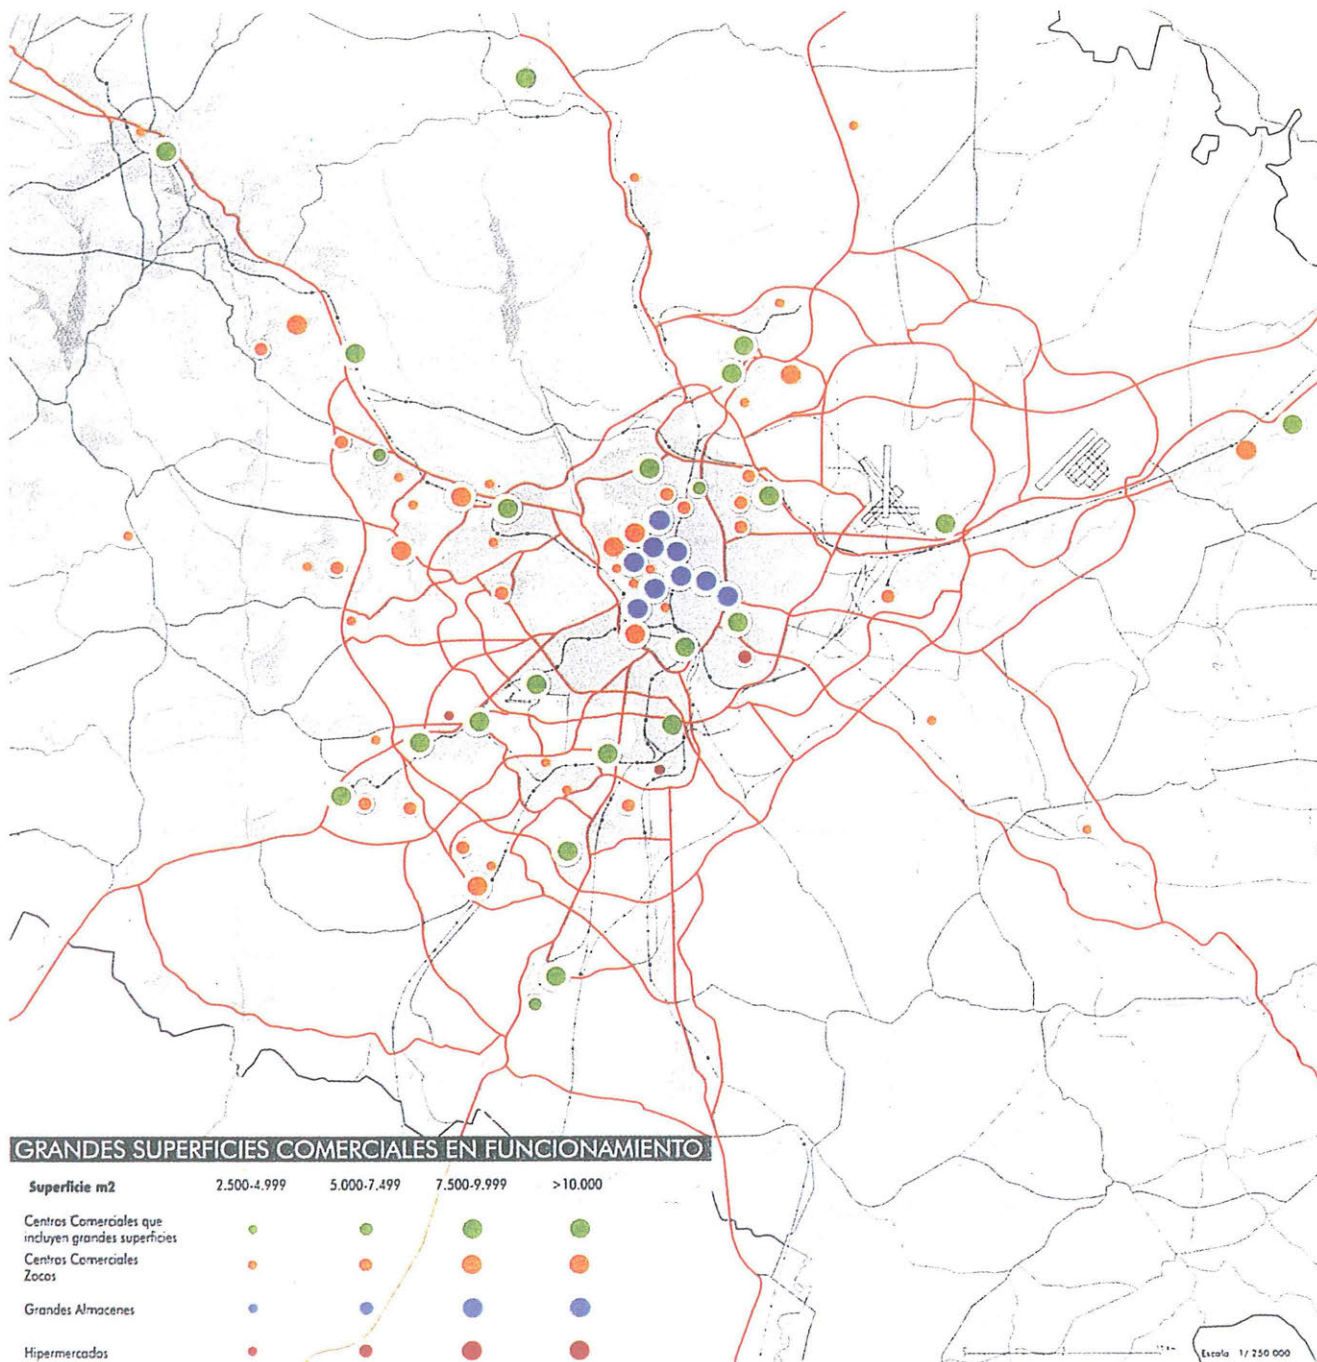 GRANDES SUPERFICIES COMERCIALES EN FUNCIONAMIENTO
Superficie m2 2.500-4.999 5.000-7.499 7.500-9.999 >10.000
Centros Comerciales que
incluyen grandes superficies
Centros Comerciales
Zocos
Grandes Almacenes
Hipermercados
Escala 1/250 000